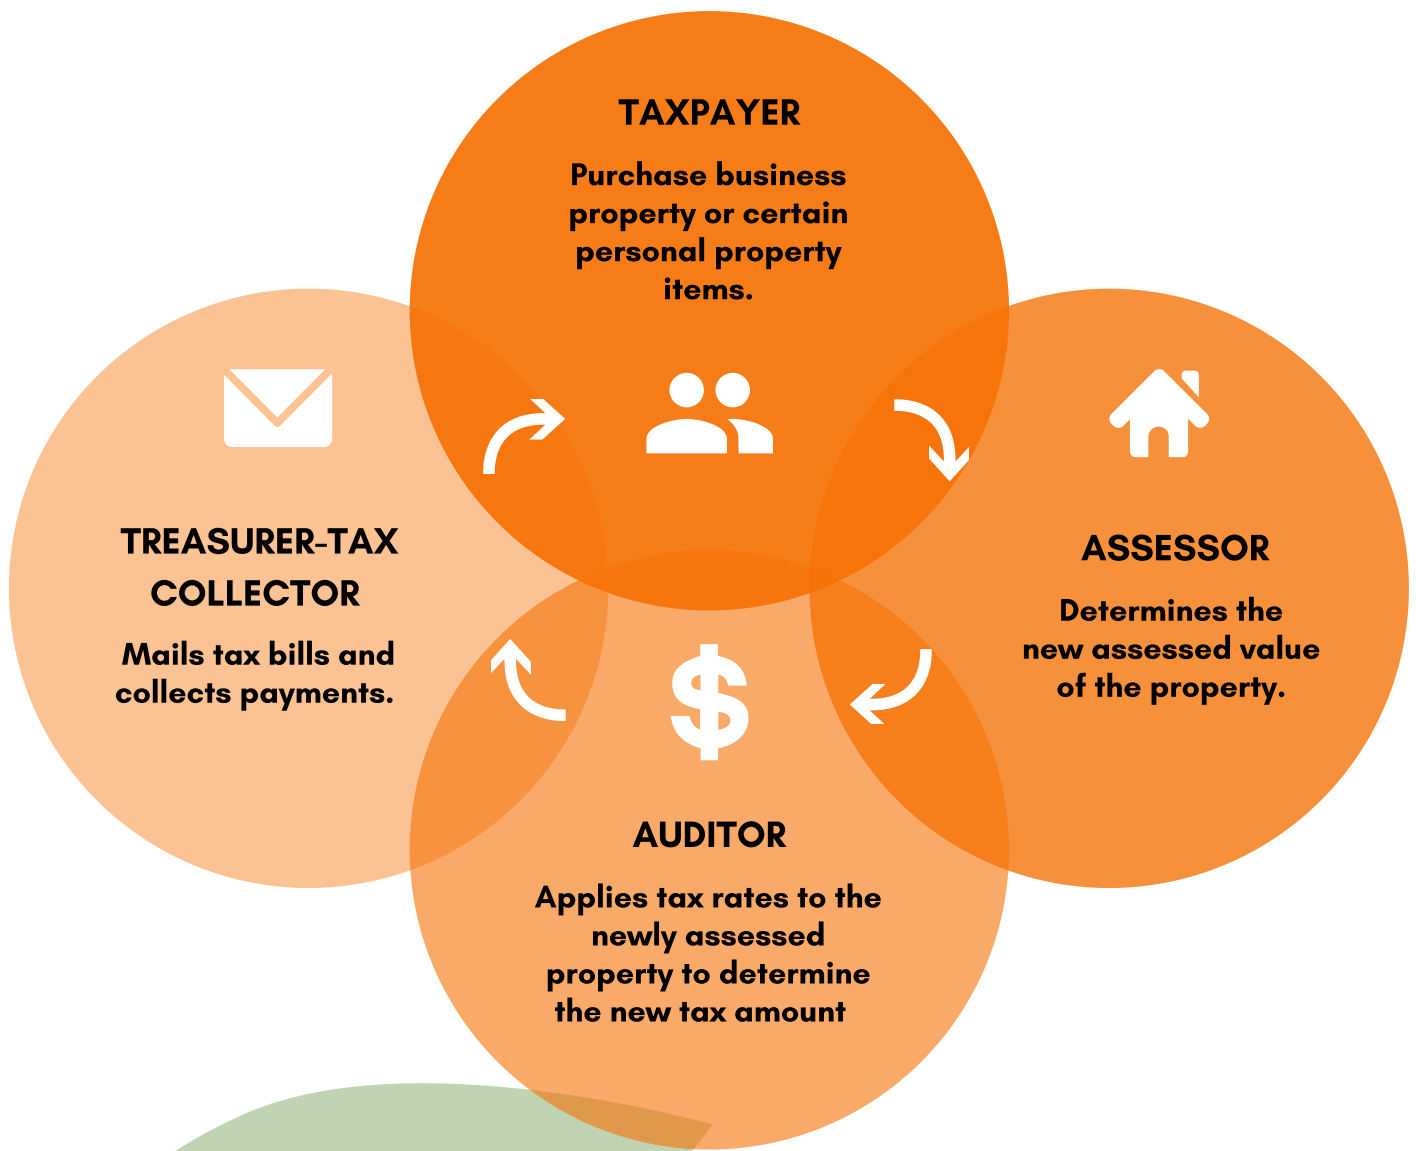 TAXPAYER
Purchase business
property or certain
personal property
items.
TREASURER-TAX
COLLECTOR
Mails tax bills and
collects payments.
ASSESSOR
Determines the
new assessed value
of the property.
AUDITOR
Applies tax rates to the
newly assessed
property to determine
the new tax amount